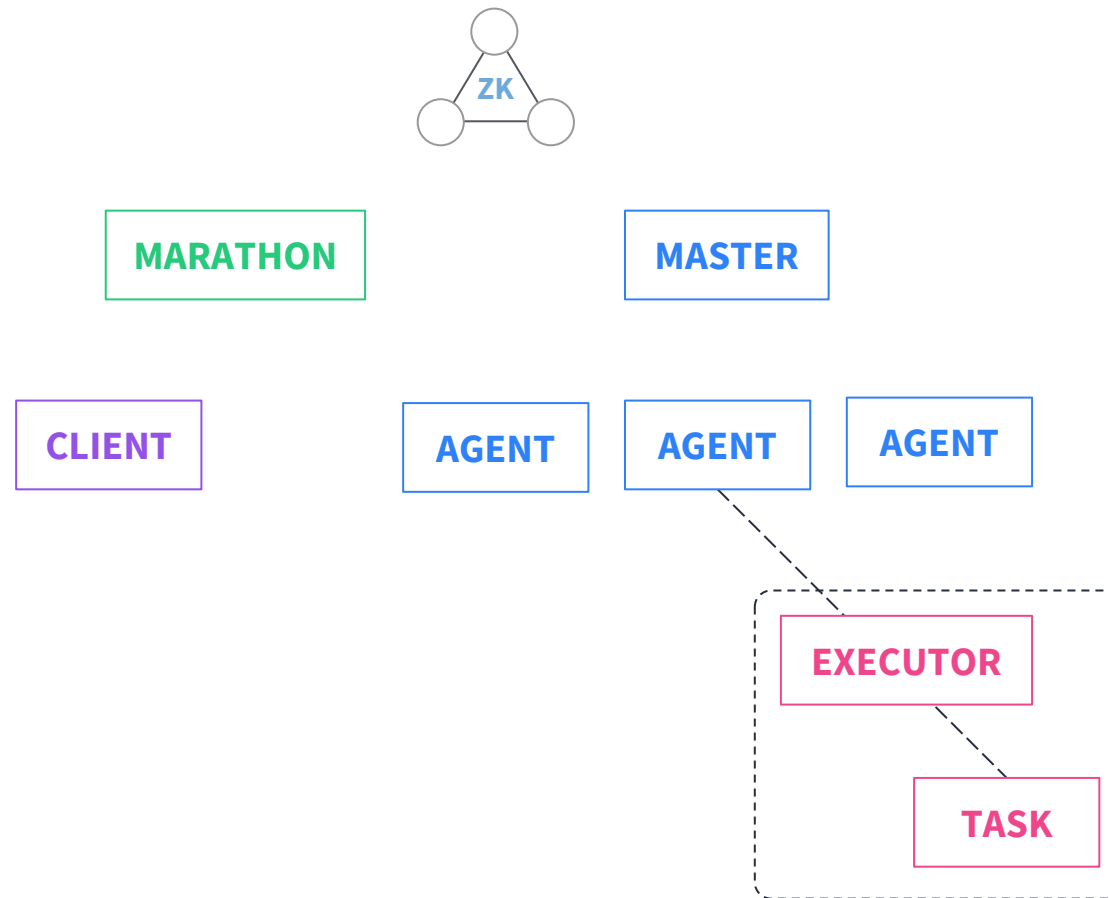 ZK
MARATHON
MASTER
CLIENT
AGENT
AGENT
AGENT
EXECUTOR
TASK